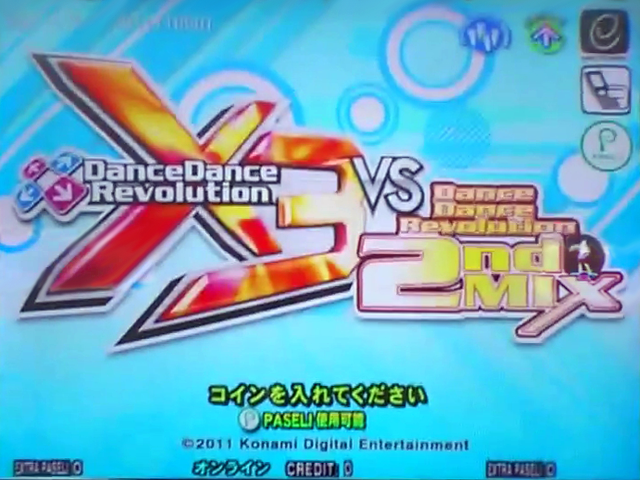 X3
DanceDance
Revolution
VS
Dance
Dance
Revolution
2nd
MIX
コインを入れてください
P PASELI 使用可能
©2011 Konami Digital Entertainment
EXTRA PASELI 0 オンライン CREDIT 0 EXTRA PASELI 0